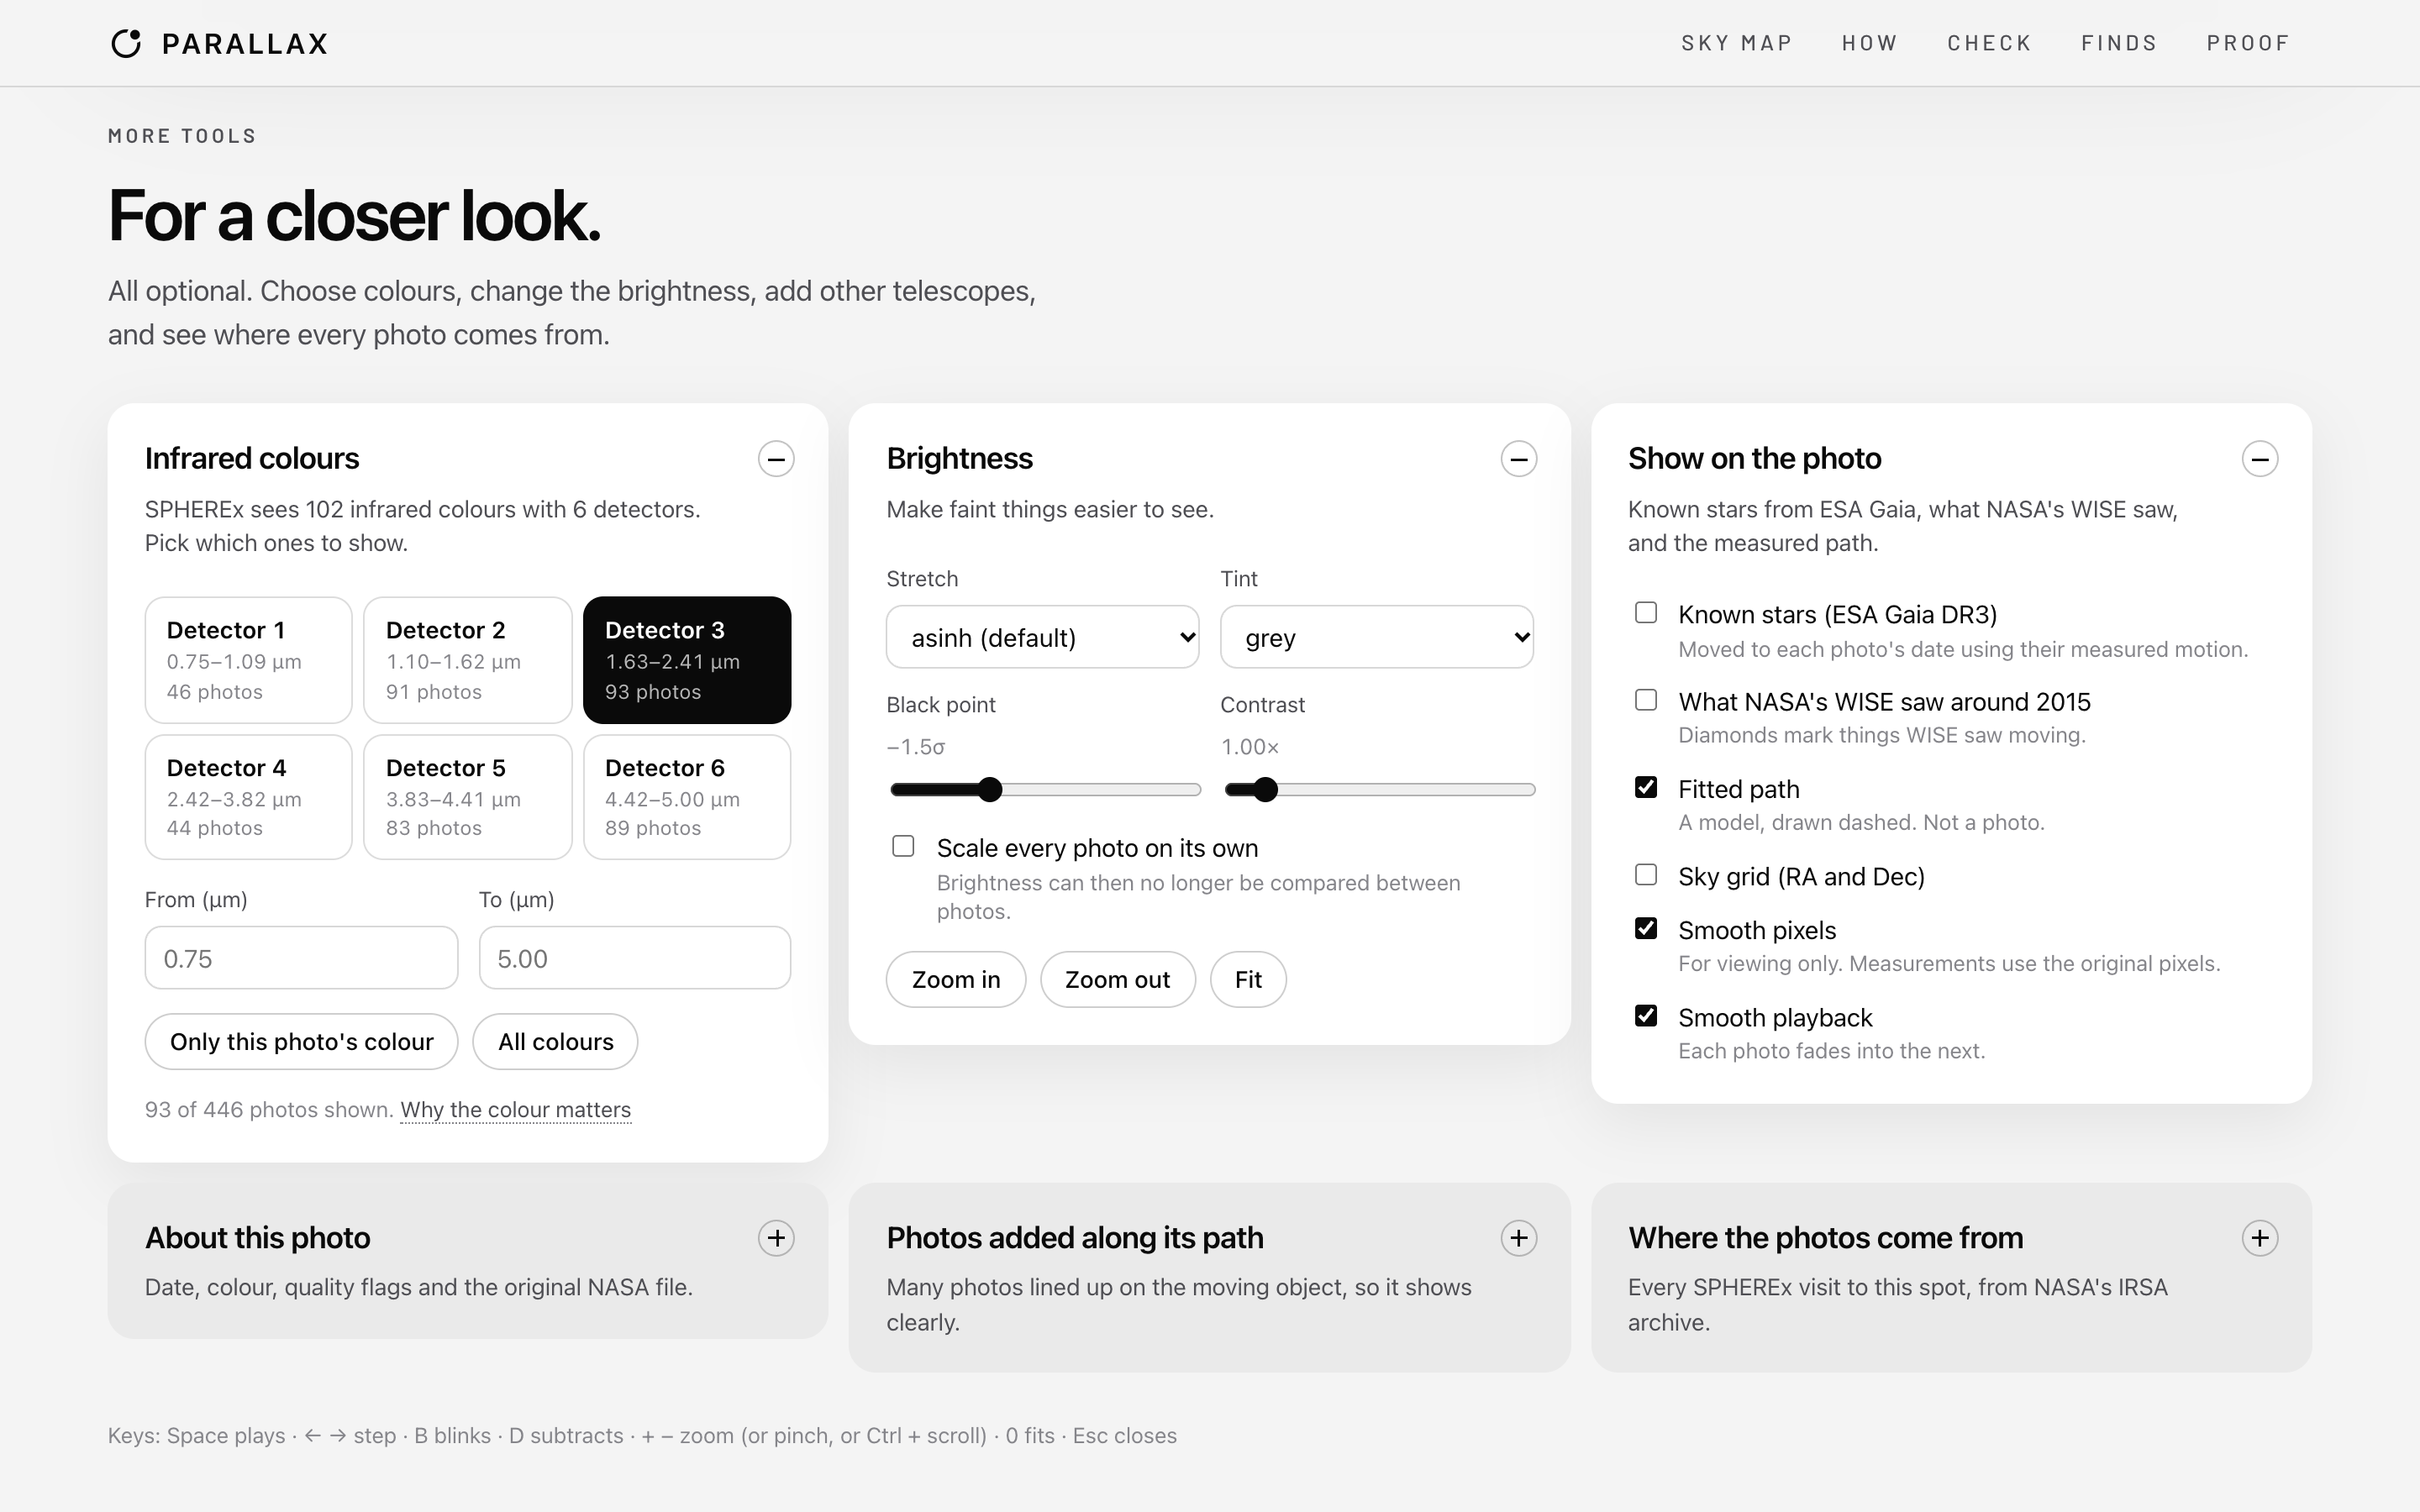 PARALLAX
SKY MAP
HOW
CHECK
FINDS
PROOF
MORE TOOLS
For a closer look.
All optional. Choose colours, change the brightness, add other telescopes,
and see where every photo comes from.
Infrared colours
SPHEREx sees 102 infrared colours with 6 detectors.
Pick which ones to show.
Detector 1
0.75–1.09 µm
46 photos
Detector 2
1.10–1.62 µm
91 photos
Detector 3
1.63–2.41 µm
93 photos
Detector 4
2.42–3.82 µm
44 photos
Detector 5
3.83–4.41 µm
83 photos
Detector 6
4.42–5.00 µm
89 photos
From (µm)
To (µm)
0.75
5.00
Only this photo's colour
All colours
93 of 446 photos shown. Why the colour matters
Brightness
Make faint things easier to see.
Stretch
Tint
asinh (default)
grey
Black point
Contrast
−1.5σ
1.00×
Scale every photo on its own
Brightness can then no longer be compared between
photos.
Zoom in
Zoom out
Fit
Show on the photo
Known stars from ESA Gaia, what NASA's WISE saw,
and the measured path.
Known stars (ESA Gaia DR3)
Moved to each photo's date using their measured motion.
What NASA's WISE saw around 2015
Diamonds mark things WISE saw moving.
Fitted path
A model, drawn dashed. Not a photo.
Sky grid (RA and Dec)
Smooth pixels
For viewing only. Measurements use the original pixels.
Smooth playback
Each photo fades into the next.
About this photo
Date, colour, quality flags and the original NASA file.
Photos added along its path
Many photos lined up on the moving object, so it shows
clearly.
Where the photos come from
Every SPHEREx visit to this spot, from NASA's IRSA
archive.
Keys: Space plays · ← → step · B blinks · D subtracts · + − zoom (or pinch, or Ctrl + scroll) · 0 fits · Esc closes